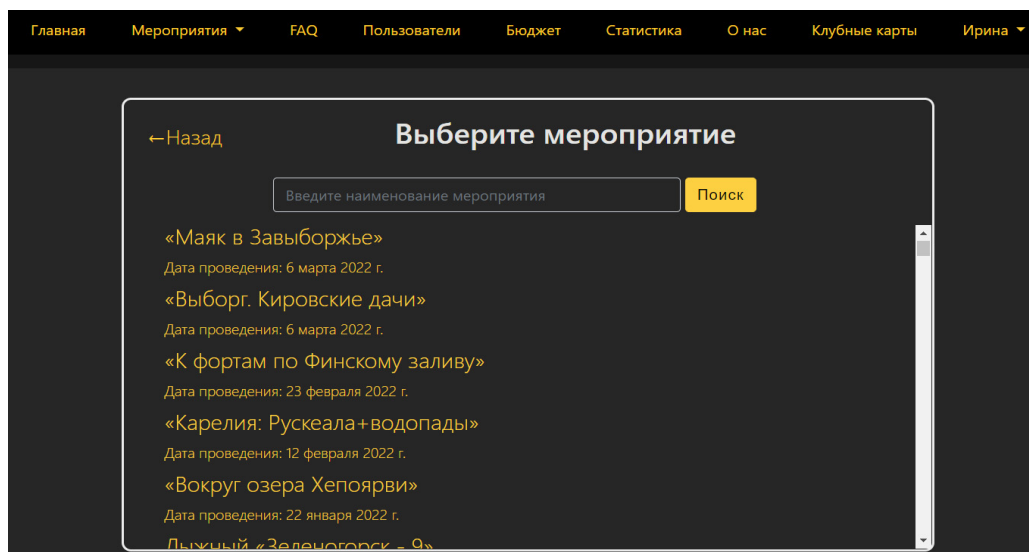 Главная Мероприятия FAQ Пользователи Бюджет Статистика О нас Клубные карты Ирина
←Назад
Выберите мероприятие
Введите наименование мероприятия Поиск
«Маяк в Завыборжье»
Дата проведения: 6 марта 2022 г.
«Выборг. Кировские дачи»
Дата проведения: 6 марта 2022 г.
«К фортам по Финскому заливу»
Дата проведения: 23 февраля 2022 г.
«Карелия: Рускеала+водопады»
Дата проведения: 12 февраля 2022 г.
«Вокруг озера Хепоярви»
Дата проведения: 22 января 2022 г.
Лыжный «Зеленогорск - 9»